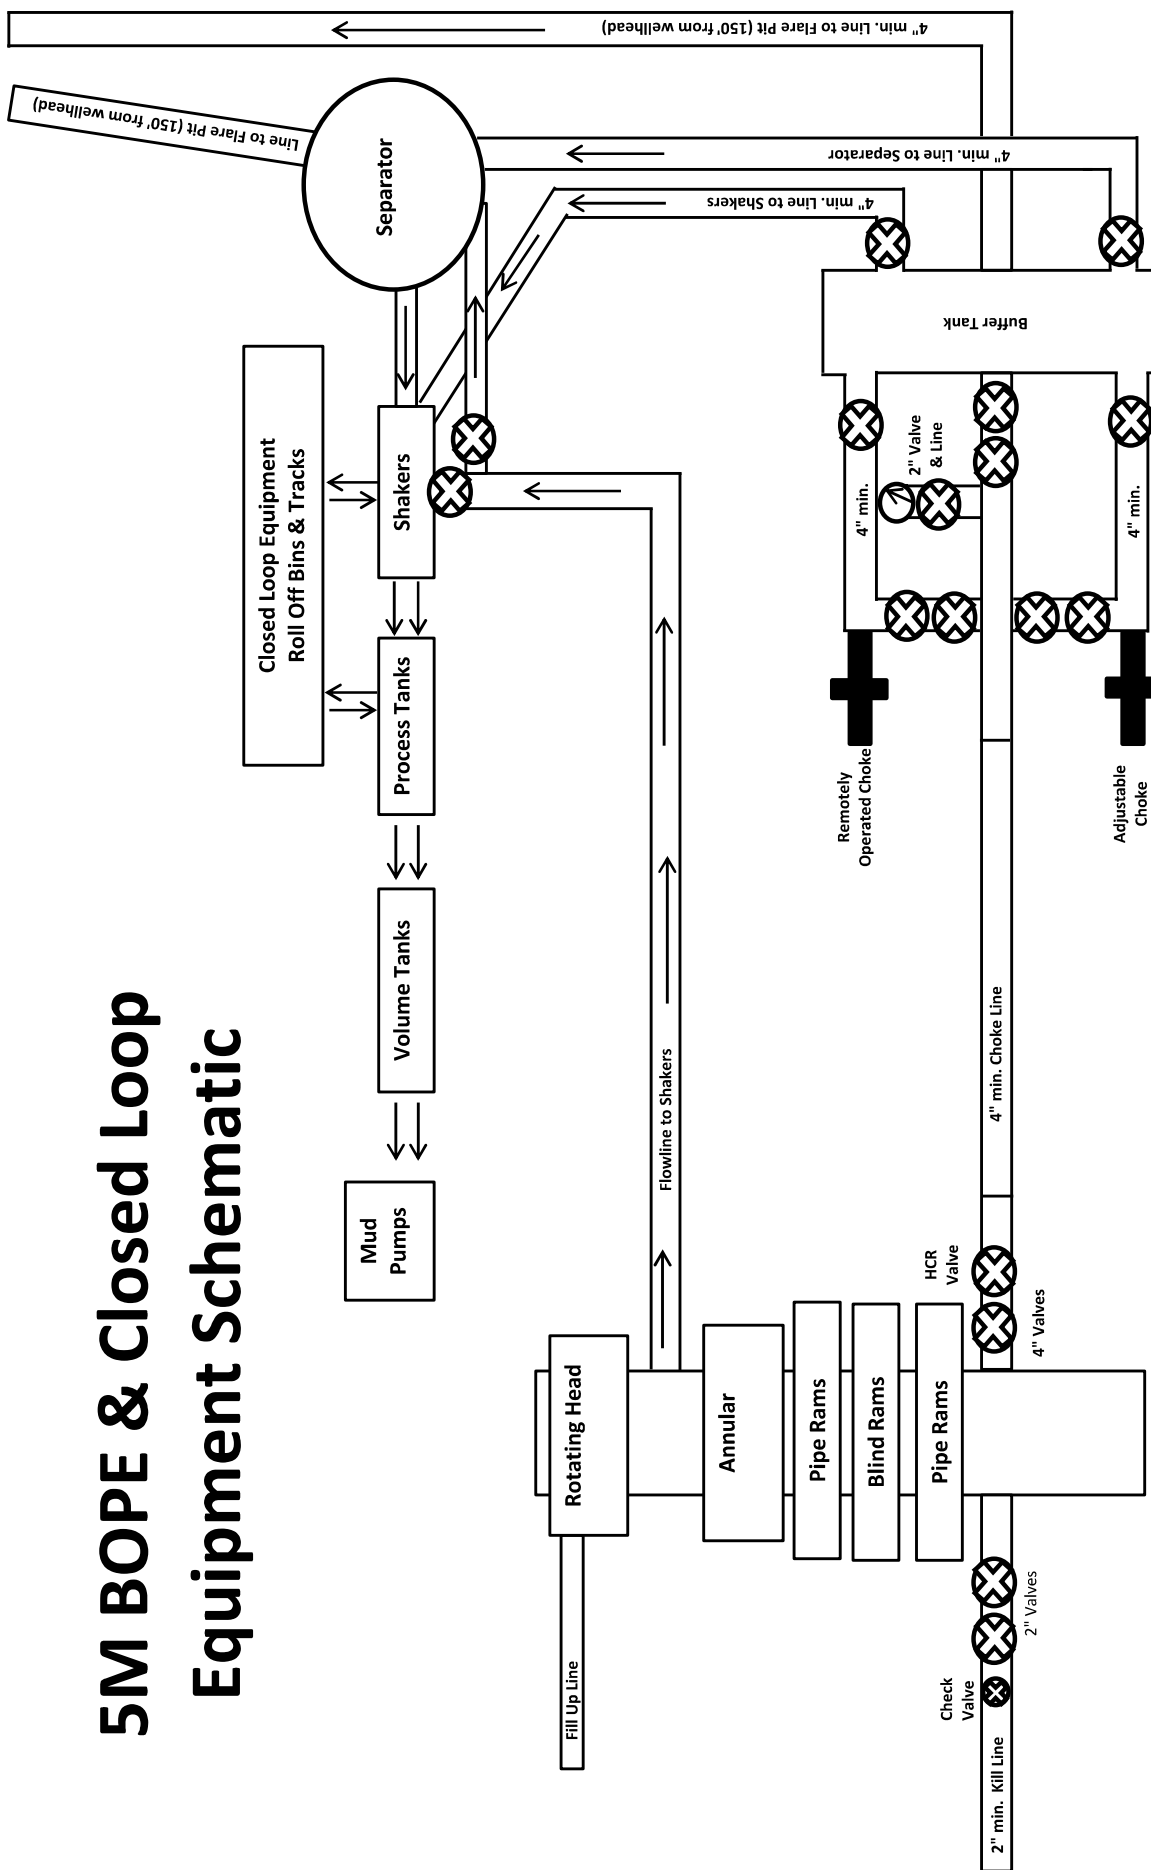 5M BOPE & Closed Loop
Equipment Schematic
Closed Loop Equipment
Roll Off Bins & Tracks
Mud
Pumps
Volume Tanks
Process Tanks
Shakers
Separator
Line to Flare Pit (150' from wellhead)
4" min. Line to Flare Pit (150' from wellhead)
4" min. Line to Separator
4" min. Line to Shakers
Fill Up Line
Rotating Head
Flowline to Shakers
Annular
Pipe Rams
Blind Rams
Pipe Rams
Remotely
Operated Choke
4" min.
2" Valve
& Line
Buffer Tank
Check
Valve
HCR
Valve
2" min. Kill Line
4" min. Choke Line
2" Valves
4" Valves
Adjustable
Choke
4" min.